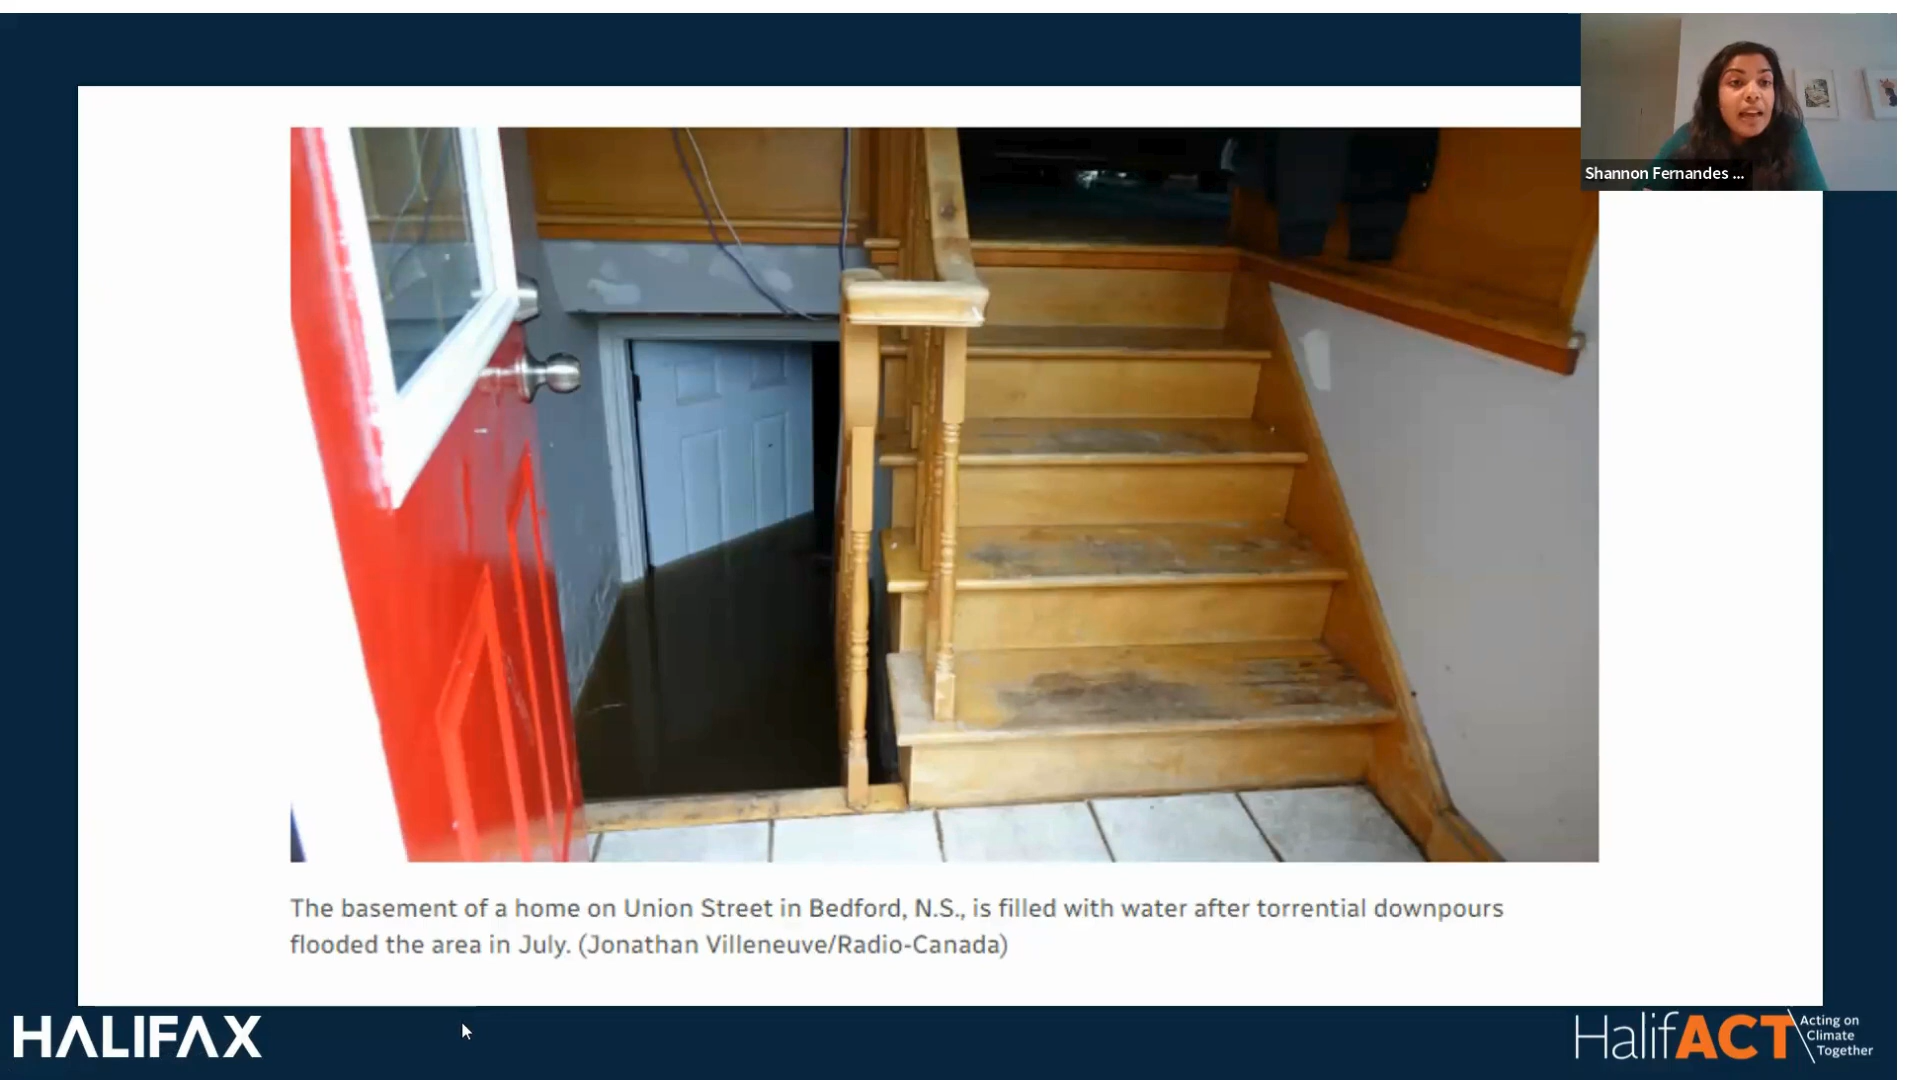 Shannon Fernandes ...
The basement of a home on Union Street in Bedford, N.S., is filled with water after torrential downpours
flooded the area in July. (Jonathan Villeneuve/Radio-Canada)
HALIFAX
HalifACT
Acting on
Climate
Together